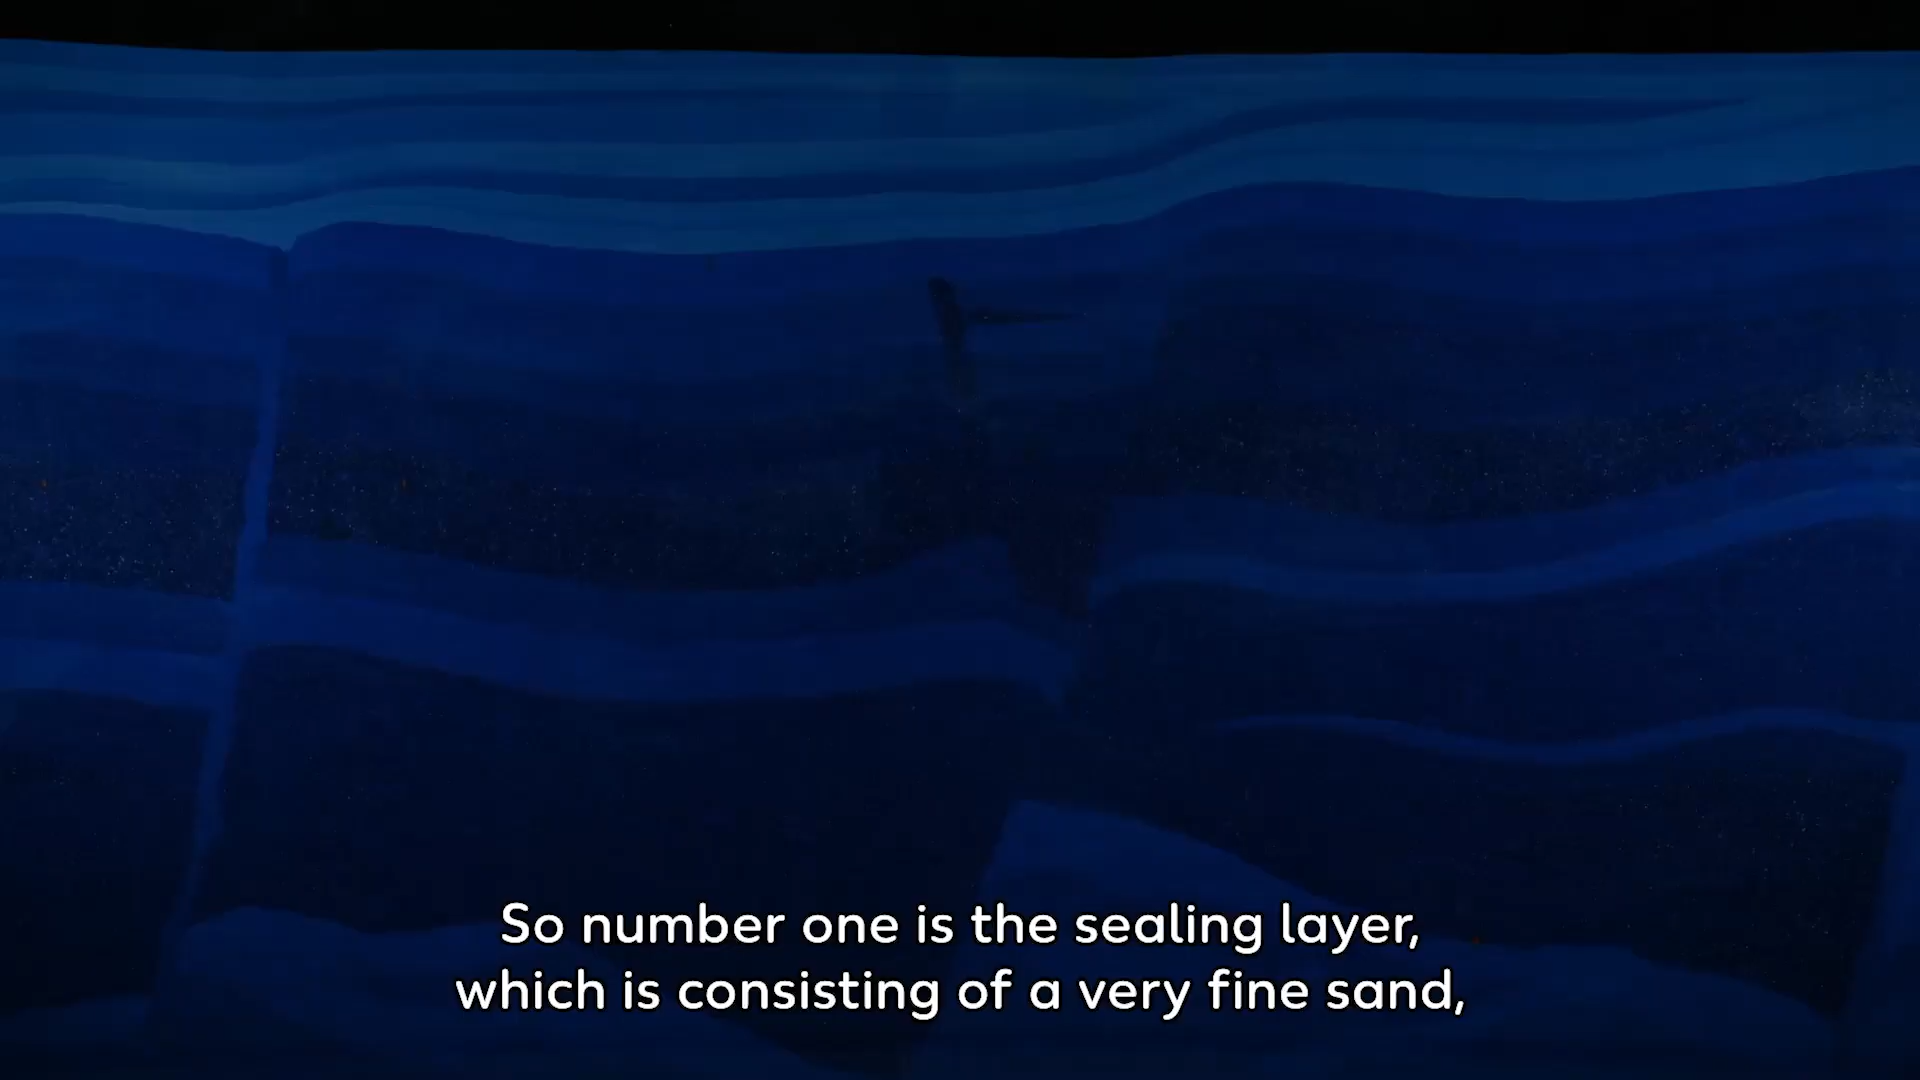 So number one is the sealing layer,
which is consisting of a very fine sand,